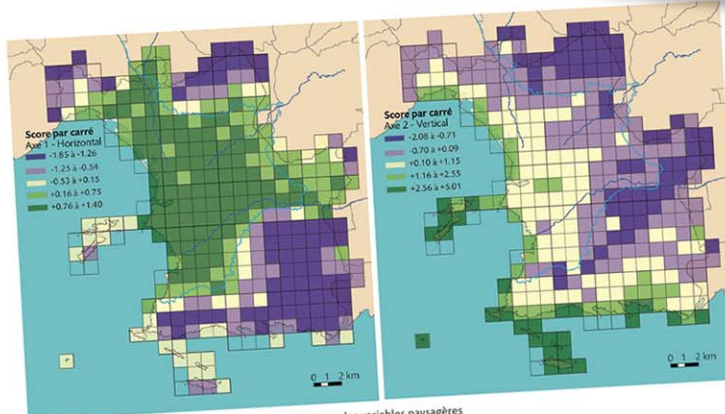 Score par carré
Axe 1 - Horizontal
-1.85 à -1.26
-1.25 à -0.54
-0.53 à +0.15
+0.16 à +0.75
+0.76 à +1.40
0 1 2 km
Score par carré
Axe 2 - Vertical
-2.08 à -0.71
-0.70 à +0.09
+0.10 à +1.15
+1.16 à +2.55
+2.56 à +5.01
0 1 2 km
variables paysagères